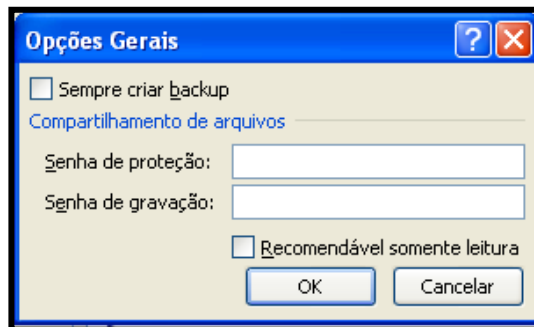 Opções Gerais
Sempre criar backup
Compartilhamento de arquivos
Senha de proteção:
Senha de gravação:
Recomendável somente leitura
OK Cancelar